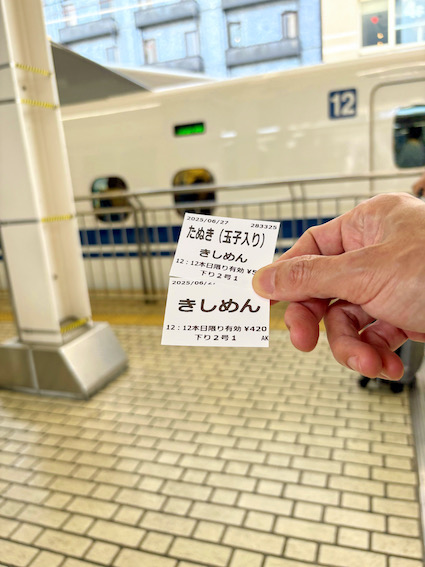 12
2025/06/27 283325
たぬき（玉子入り）
きしめん
12：12本日限り有効
下り2号1
2025/06/
きしめん
12：12本日限り有効 ¥420
下り2号1
AK